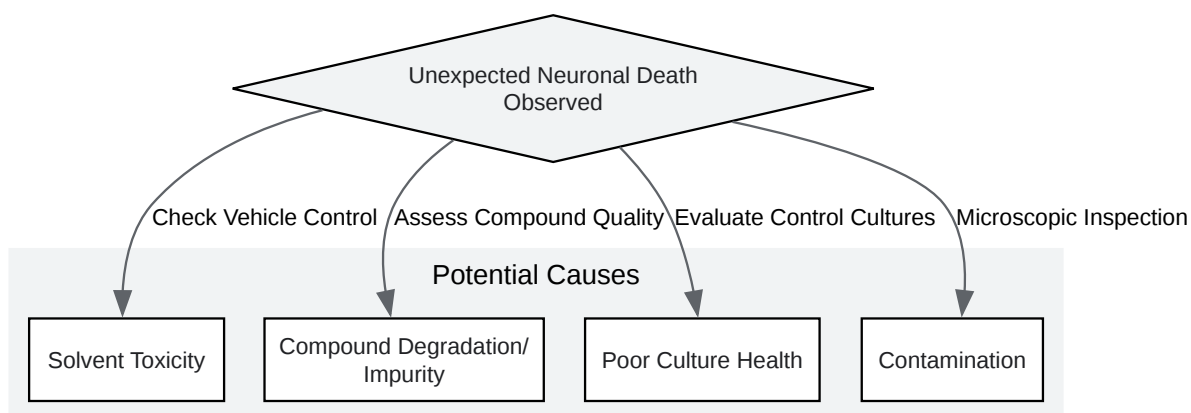 Unexpected Neuronal Death
Observed
Check Vehicle Control
Assess Compound Quality
Evaluate Control Cultures
Microscopic Inspection
Potential Causes
Solvent Toxicity
Compound Degradation/
Impurity
Poor Culture Health
Contamination